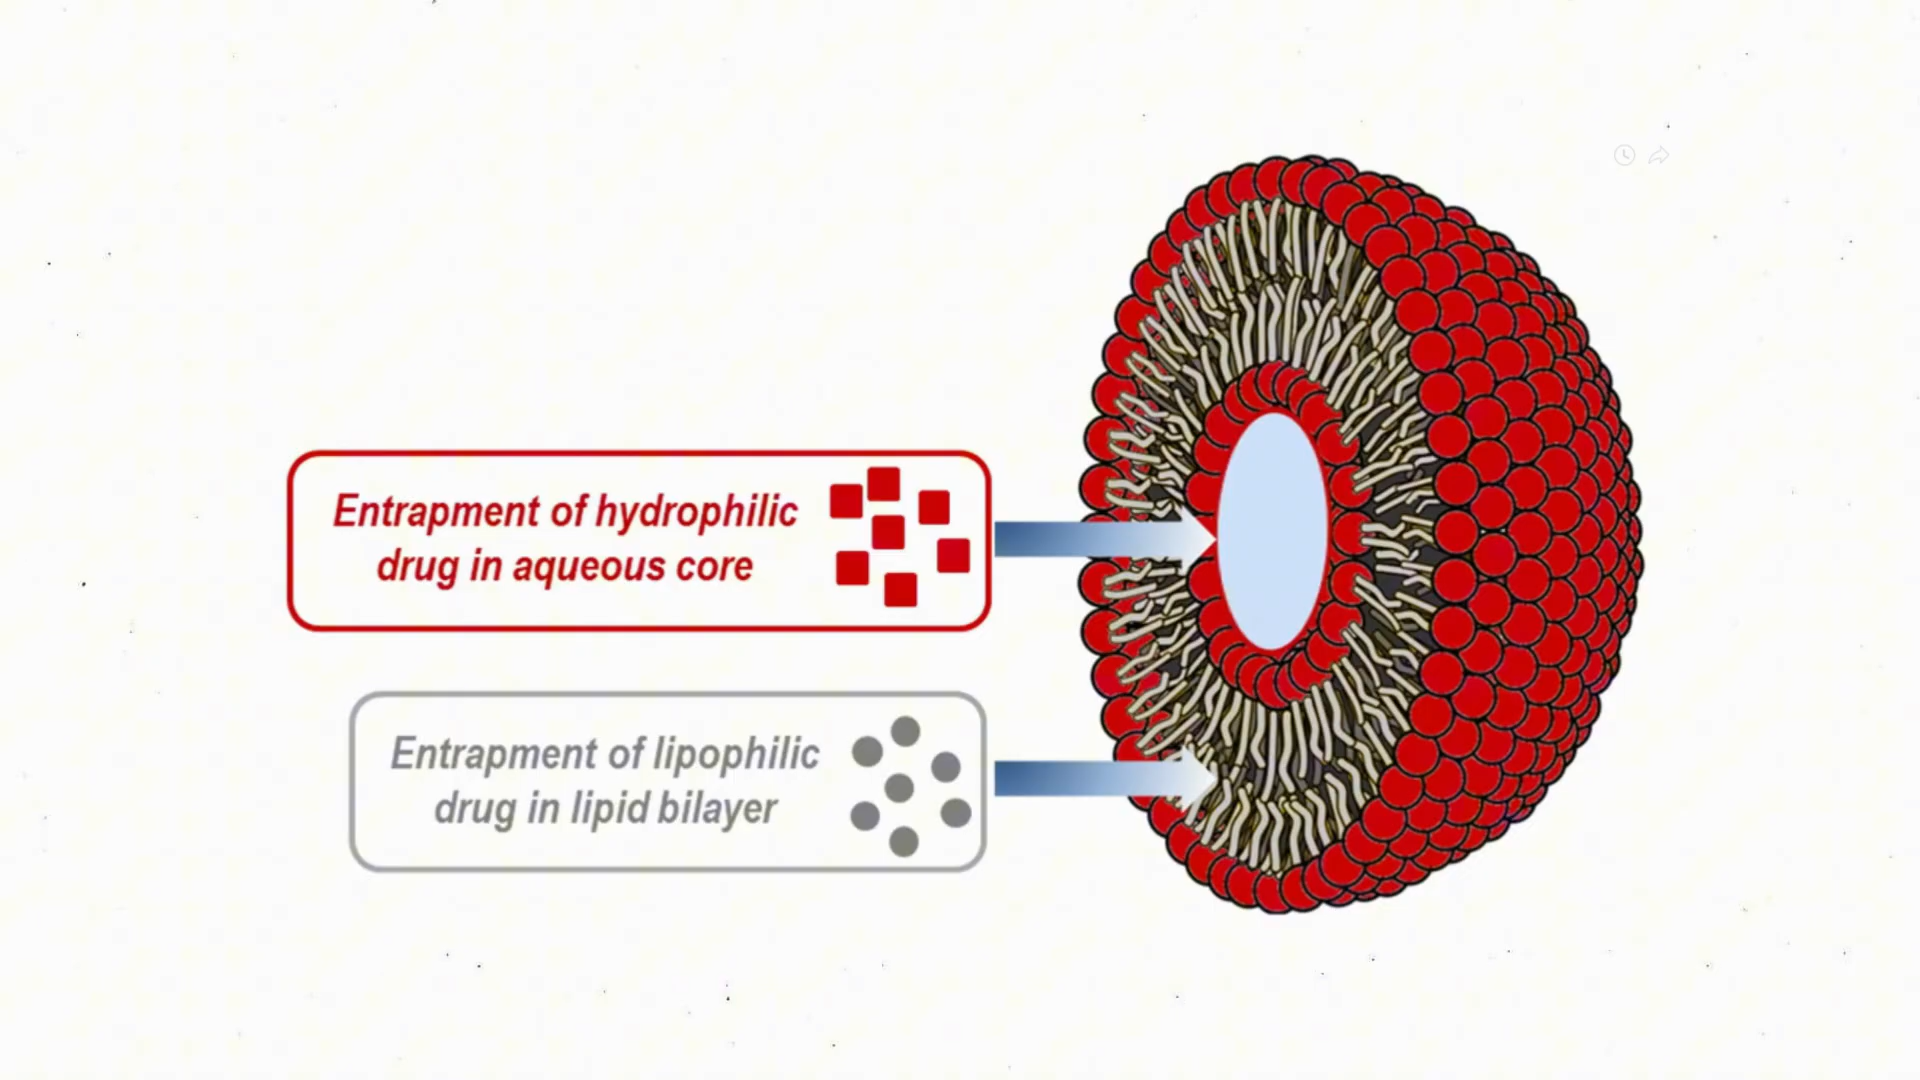 Entrapment of hydrophilic
drug in aqueous core
Entrapment of lipophilic
drug in lipid bilayer